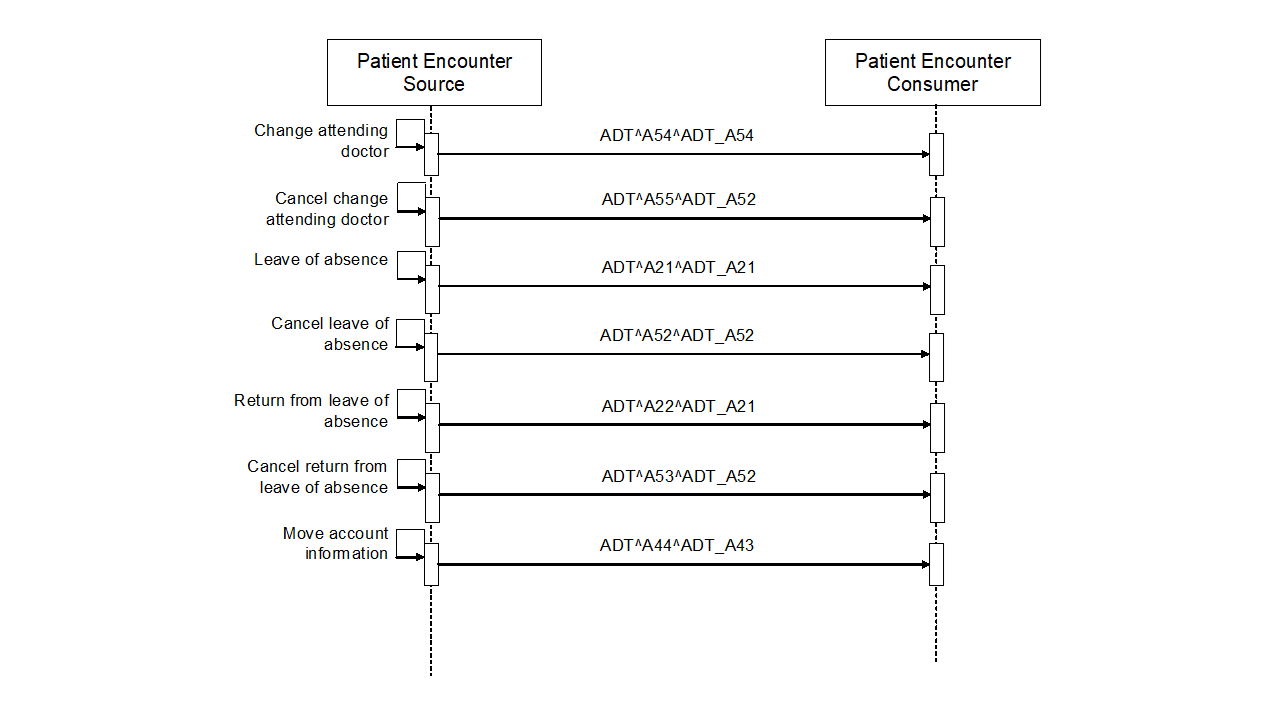 Patient Encounter
Source
Patient Encounter
Consumer
Change attending
doctor
ADT^A54^ADT_A54
Cancel change
attending doctor
ADT^A55^ADT_A52
Leave of absence
ADT^A21^ADT_A21
Cancel leave of
absence
ADT^A52^ADT_A52
Return from leave of
absence
ADT^A22^ADT_A21
Cancel return from
leave of absence
ADT^A53^ADT_A52
Move account
information
ADT^A44^ADT_A43